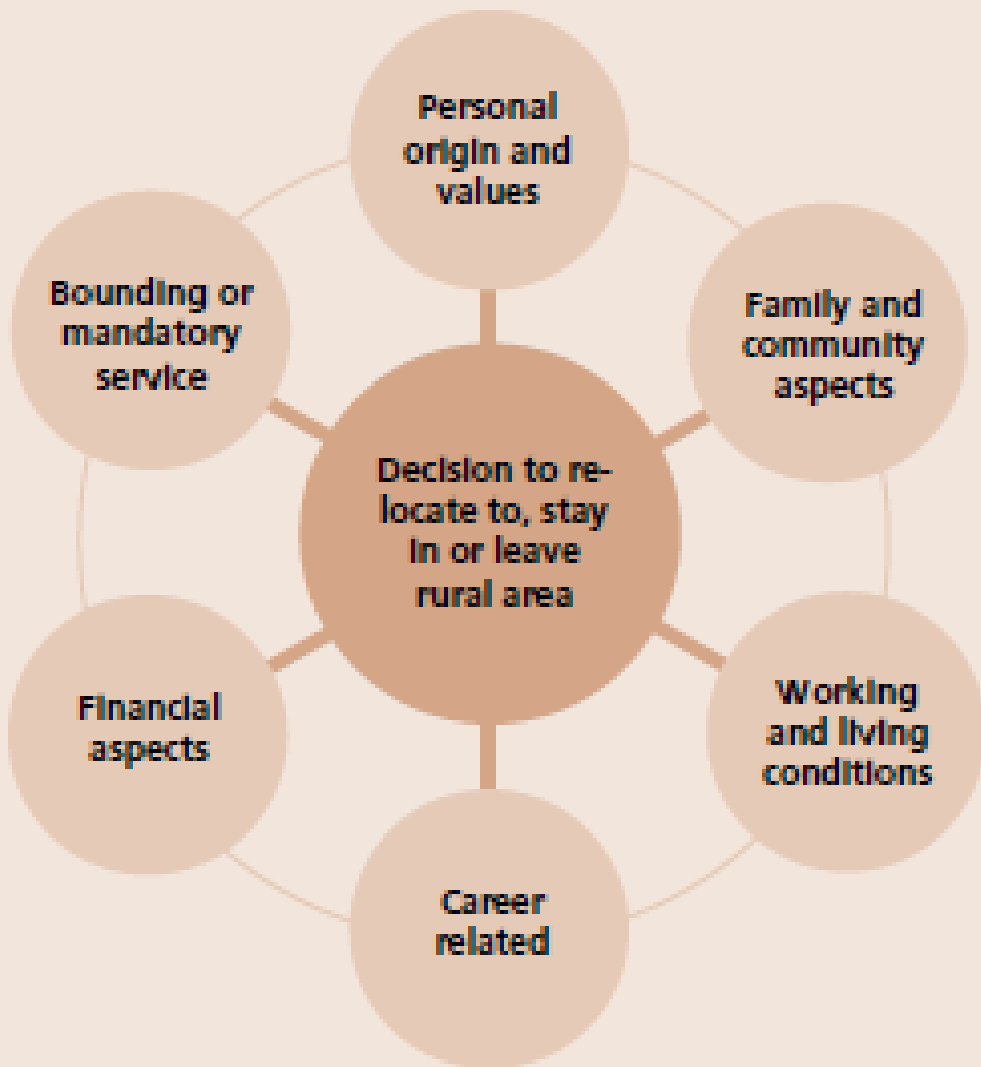 Personal
origin and
values
Family and
community
aspects
Working
and living
conditions
Career
related
Financial
aspects
Bounding or
mandatory
service
Decision to re-
locate to, stay
in or leave
rural area